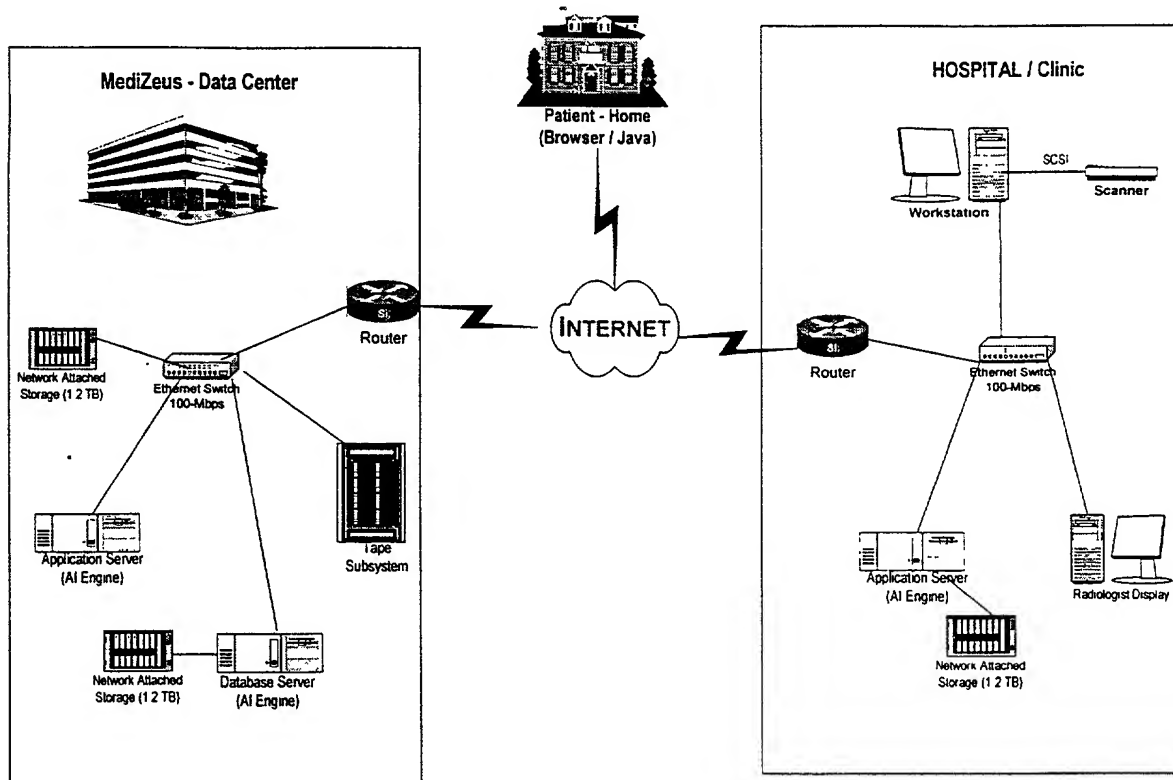 MediZeus - Data Center
Router
Network Attached
Storage (1 2 TB)
Ethernet Switch
100-Mbps
Application Server
(AI Engine)
Tape
Subsystem
Network Attached
Storage (1 2 TB)
Database Server
(AI Engine)
Patient - Home
(Browser / Java)
INTERNET
HOSPITAL / Clinic
Workstation
SCSI
Scanner
Router
Ethernet Switch
100-Mbps
Application Server
(AI Engine)
Network Attached
Storage (1 2 TB)
Radiologist Display